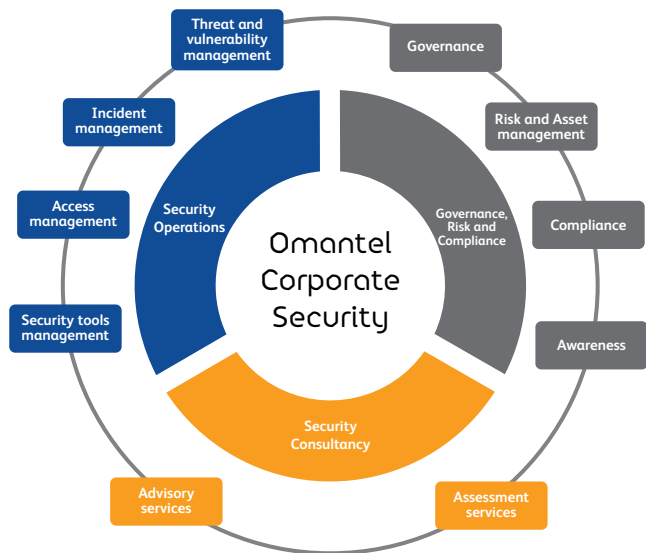 Threat and
vulnerability
management
Governance
Incident
management
Risk and Asset
management
Access
management
Security
Operations
Governance,
Risk and
Compliance
Compliance
Omantel
Corporate
Security
Security tools
management
Awareness
Security
Consultancy
Advisory
services
Assessment
services